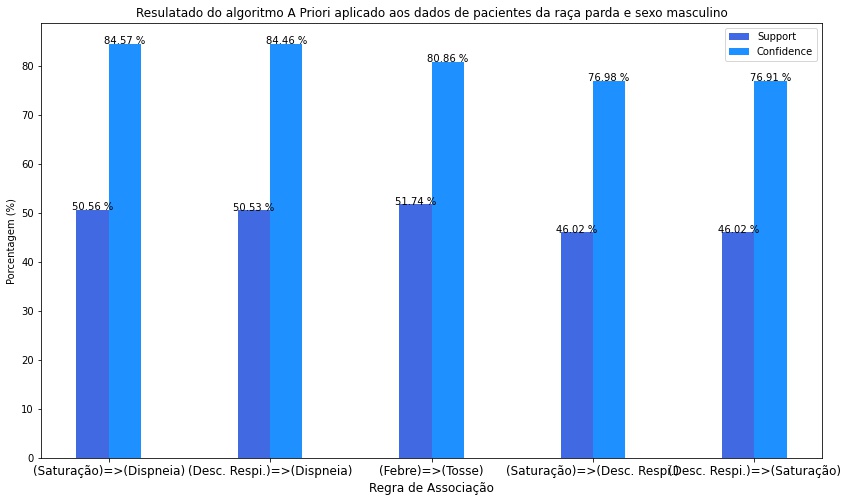 Resulatado do algoritmo A Priori aplicado aos dados de pacientes da raça parda e sexo masculino
Support
Confidence
84.57 %
84.46 %
80.86 %
76.98 %
76.91 %
50.56 %
50.53 %
51.74 %
46.02 %
46.02 %
Porcentagem (%)
80
70
60
50
40
30
20
10
0
(Saturação)=>(Dispneia)
(Desc. Respi.)=>(Dispneia)
(Febre)=>(Tosse)
(Saturação)=>(Desc. Respi.)
(Desc. Respi.)=>(Saturação)
Regra de Associação